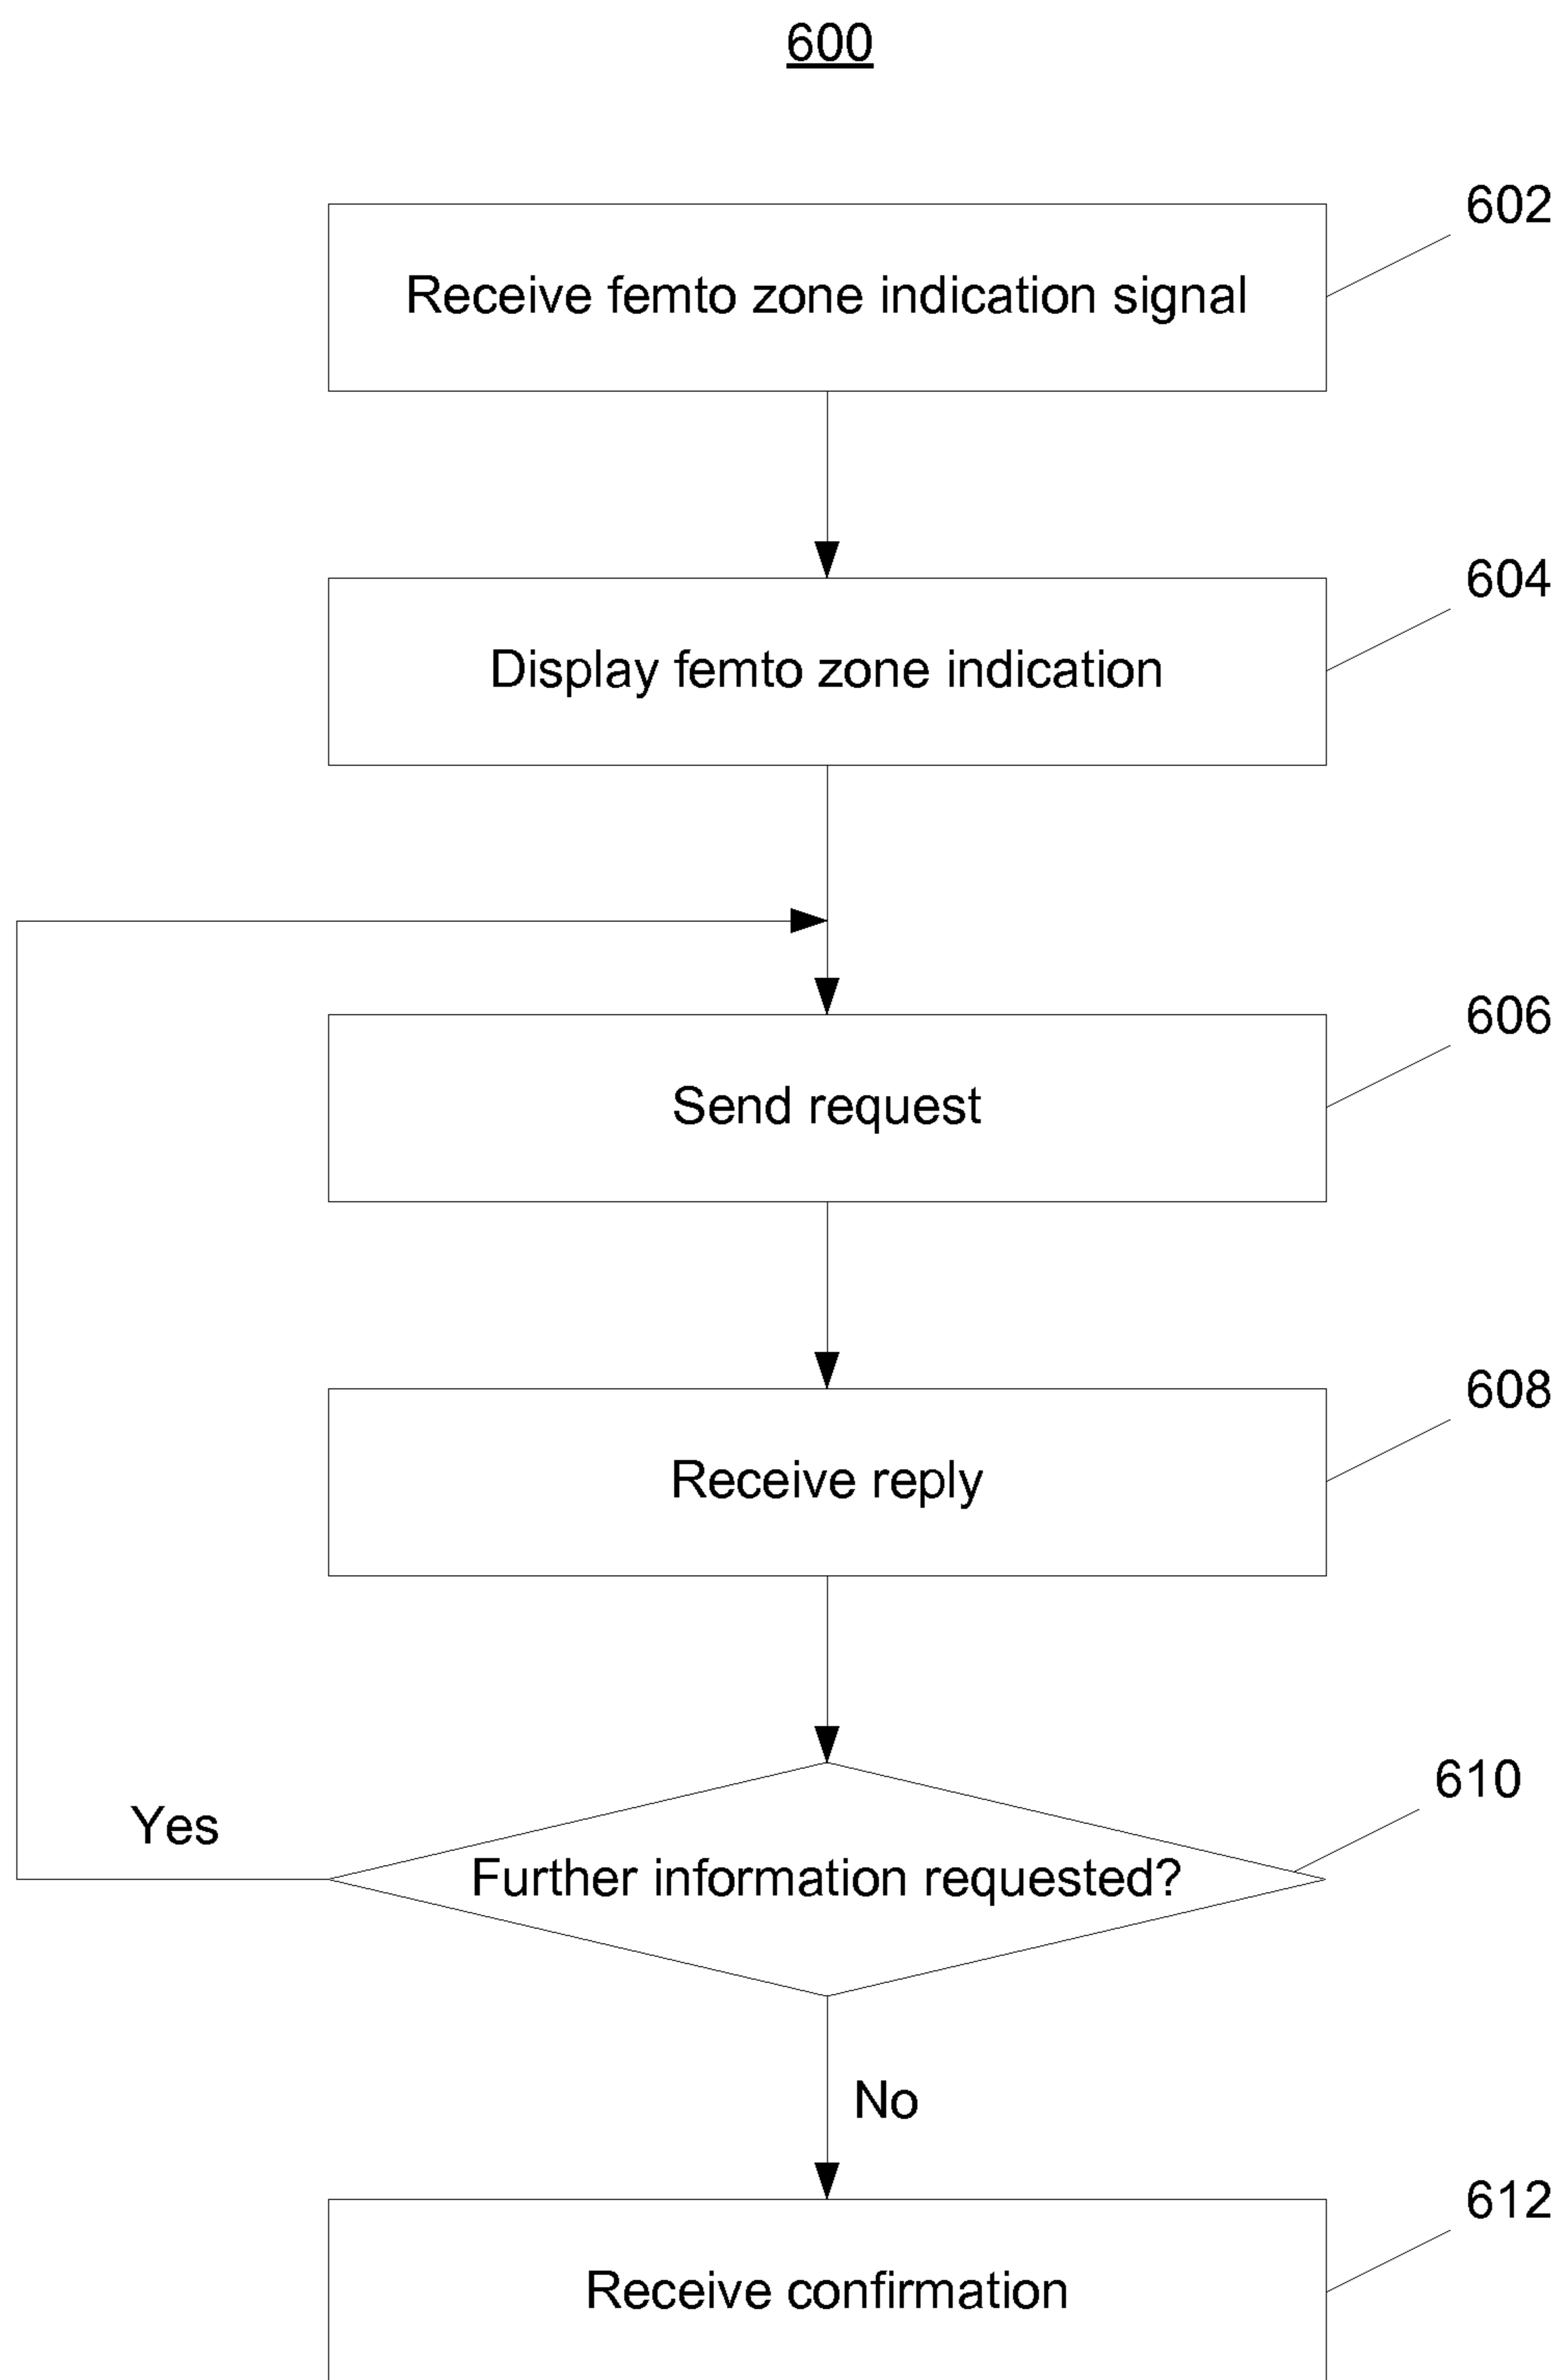 600
602
Receive femto zone indication signal
604
Display femto zone indication
606
Send request
608
Receive reply
610
Yes
Further information requested?
No
612
Receive confirmation